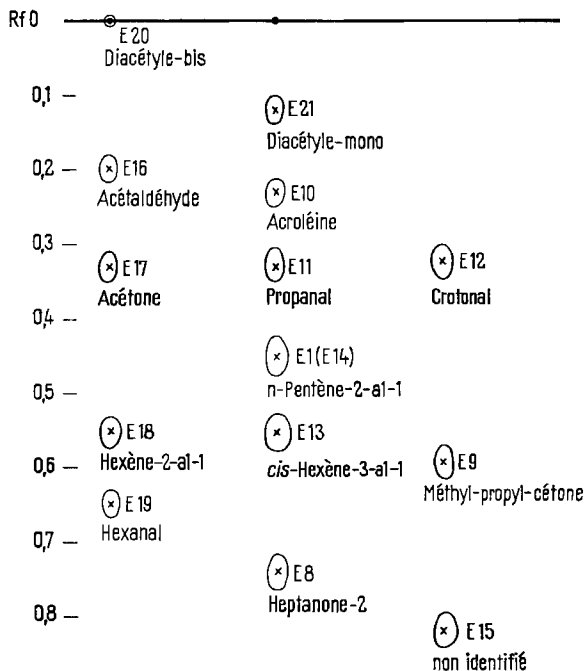 Rf 0
E20
Diacétyle-bis
0,1
E21
Diacétyle-mono
0,2
E16
Acétaldéhyde
E10
Acroléine
0,3
E17
Acétone
E11
Propanal
E12
Crotonal
0,4
E1(E14)
n-Pentène-2-al-1
0,5
E18
Hexène-2-al-1
E13
cis-Hexène-3-al-1
0,6
E9
Méthyl-propyl-cétone
E19
Hexanal
0,7
E8
Heptanone-2
0,8
E15
non identifié